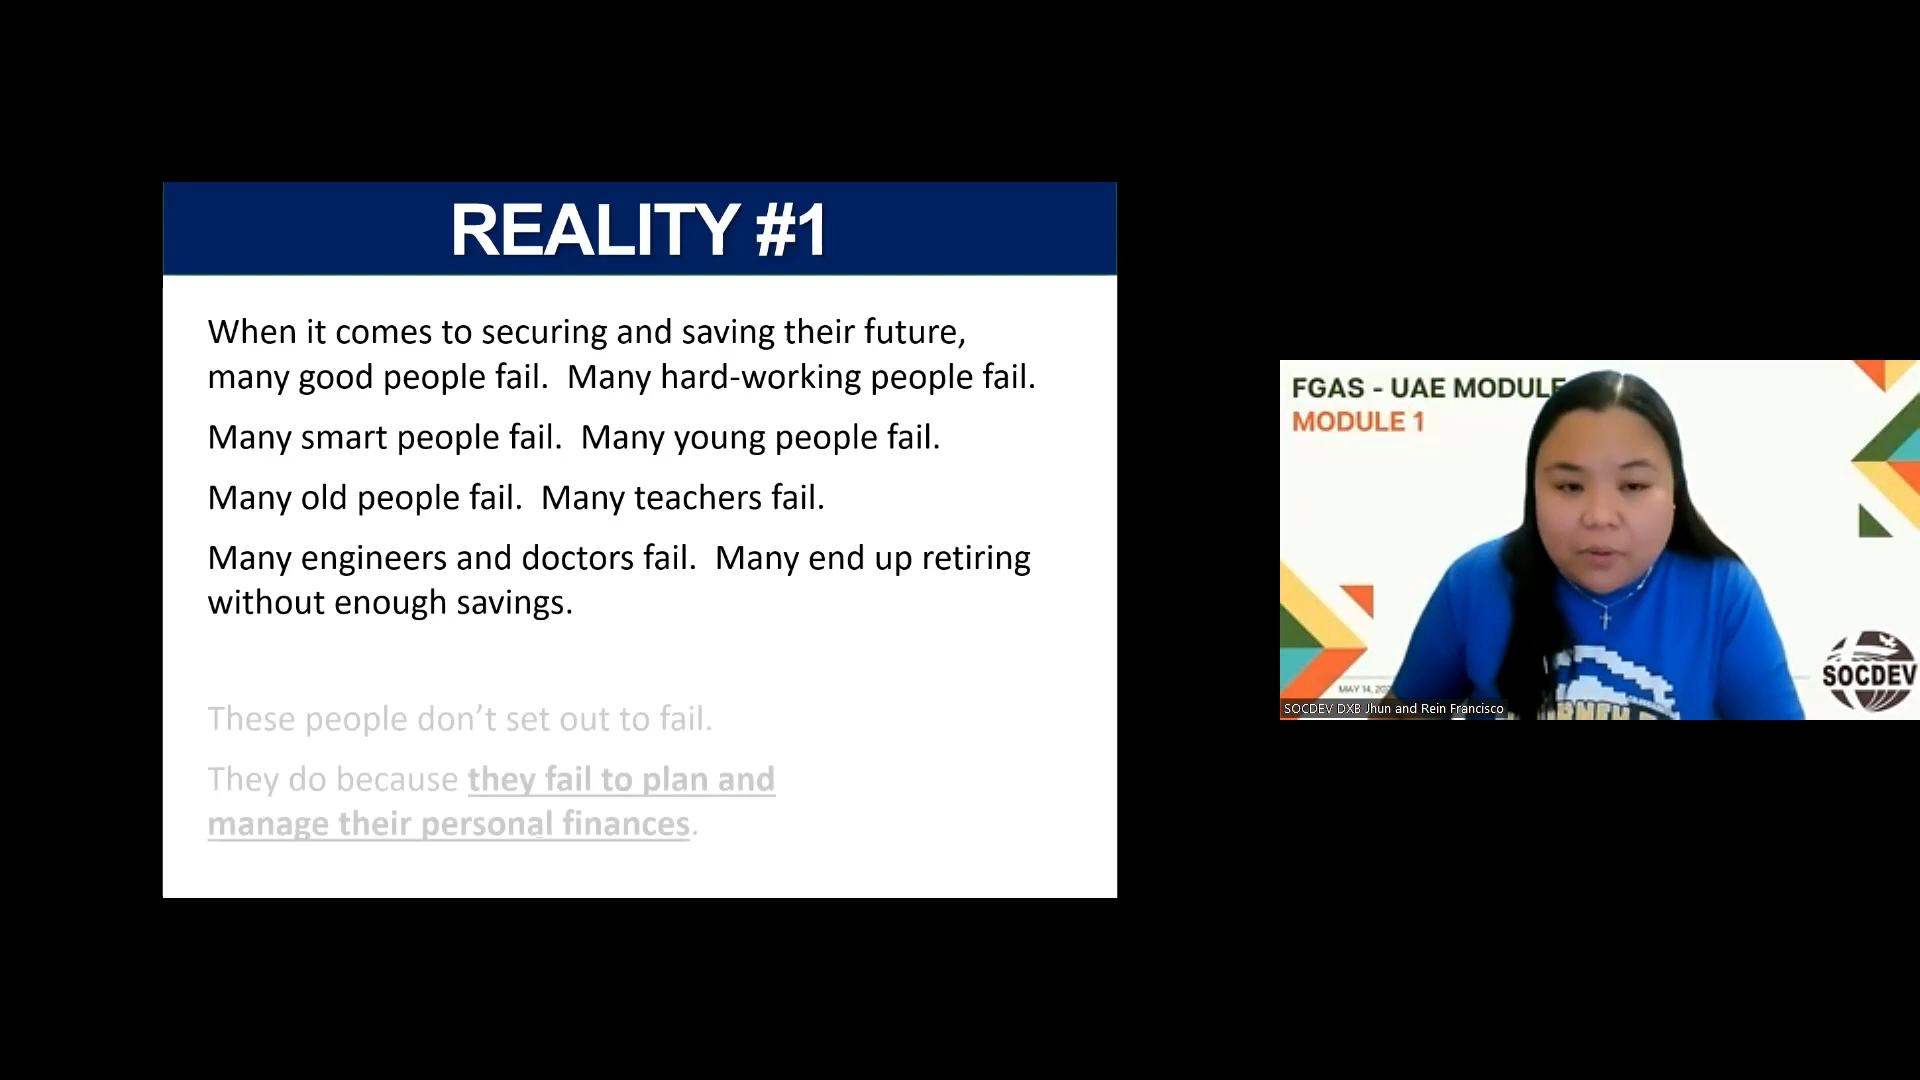 REALITY #1
When it comes to securing and saving their future,
many good people fail.  Many hard-working people fail.
Many smart people fail.  Many young people fail.
Many old people fail.  Many teachers fail.
Many engineers and doctors fail.  Many end up retiring
without enough savings.
These people don’t set out to fail.
They do because they fail to plan and
manage their personal finances.
FGAS - UAE MODULE
MODULE 1
SOCDEV
MAY 14,
SOCDEV DXB Jhun and Rein Francisco